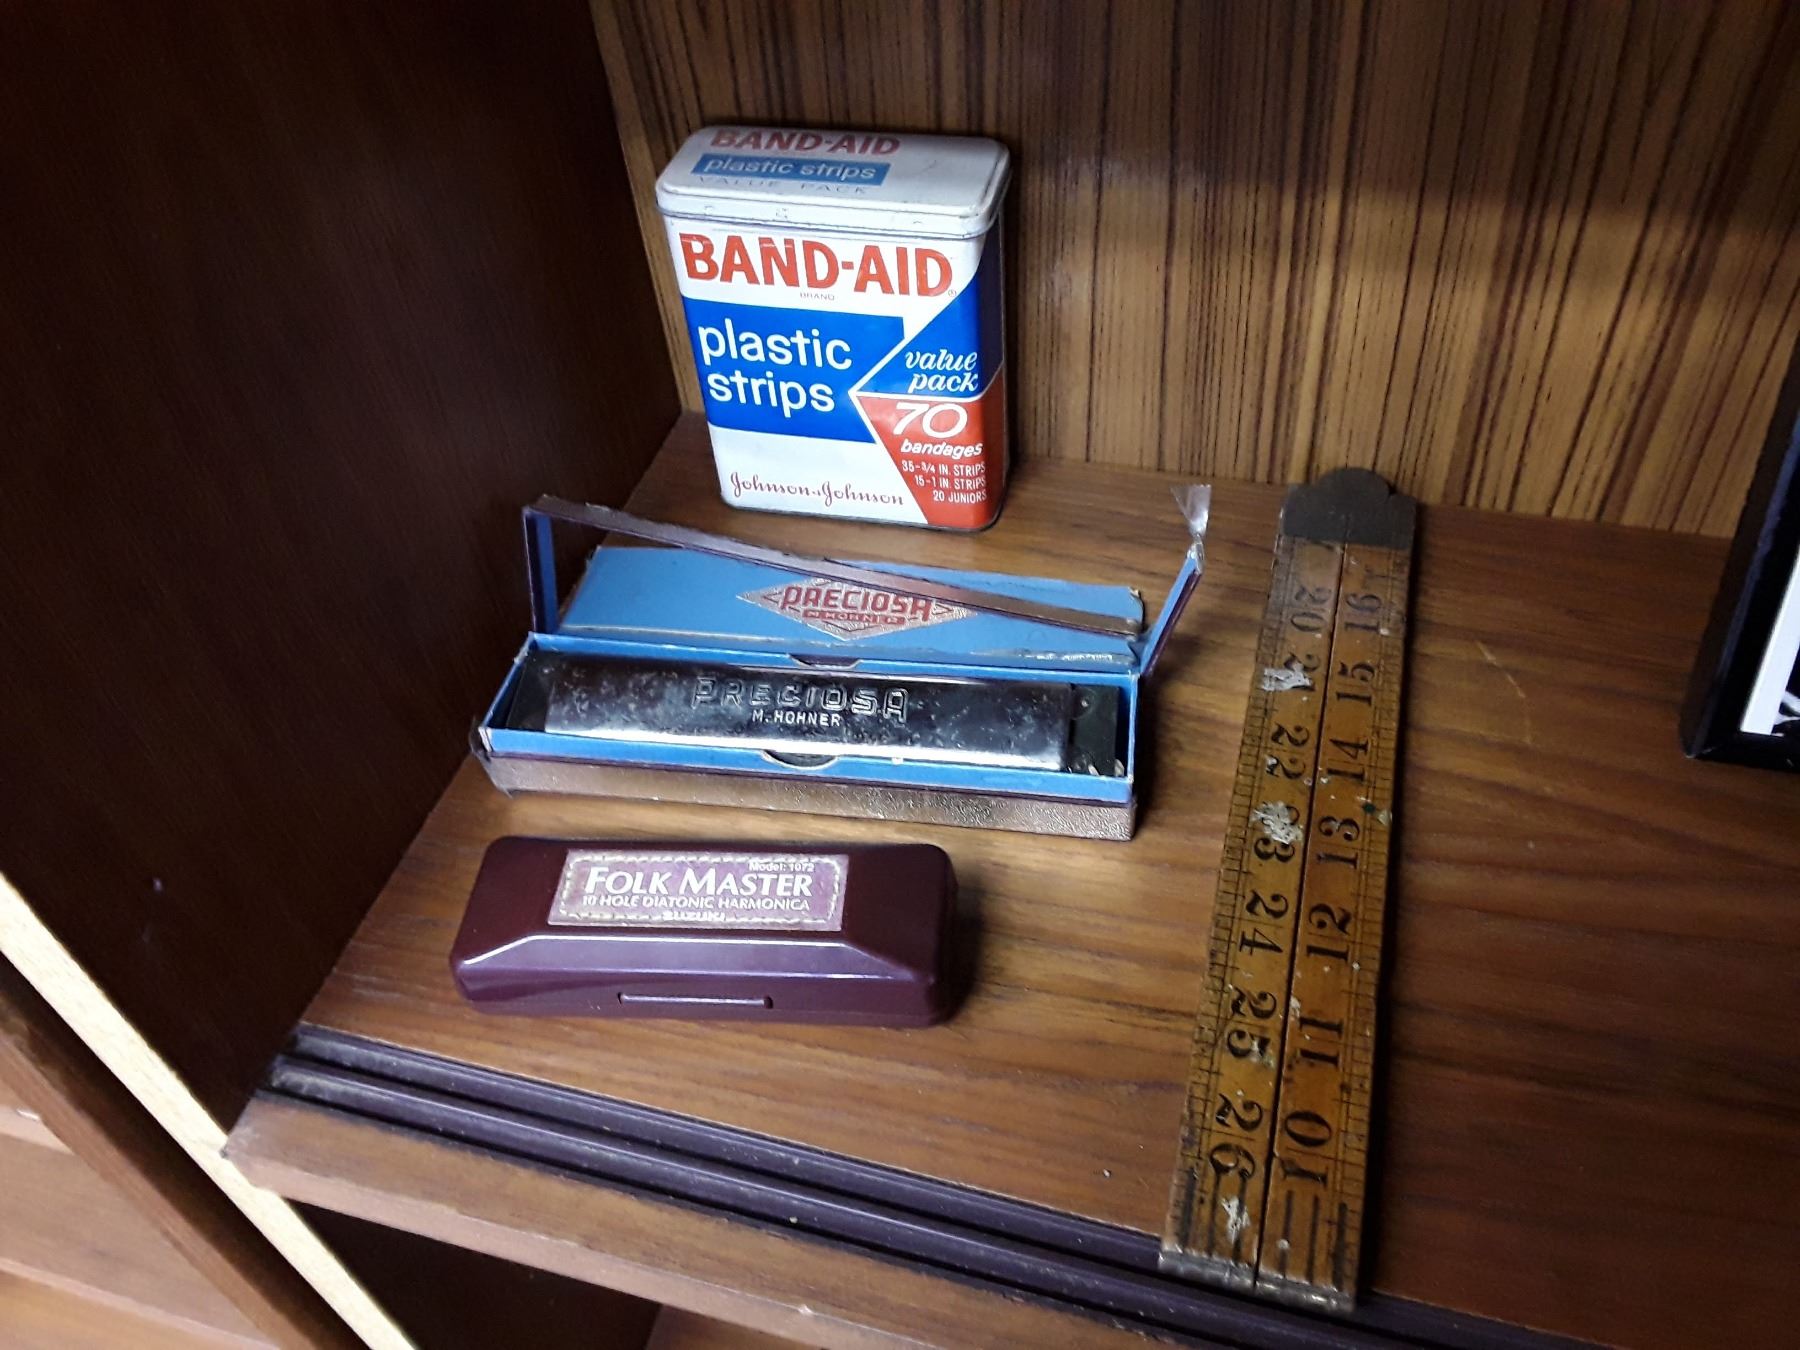 BAND-AID
plastic strips
VALUE PACK
BAND-AID®
BRAND
plastic
strips
value
pack
70
bandages
35-3/4 IN. STRIPS
15-1 IN. STRIPS
20 JUNIORS
Johnson & Johnson
PRECIOSA
M. HOHNER
PRECIOSA
M. HOHNER
Model: 1072
FOLK MASTER
10 HOLE DIATONIC HARMONICA
SUZUKI
20 16
21 15
22 14
23 13
24 12
25 11
26 10